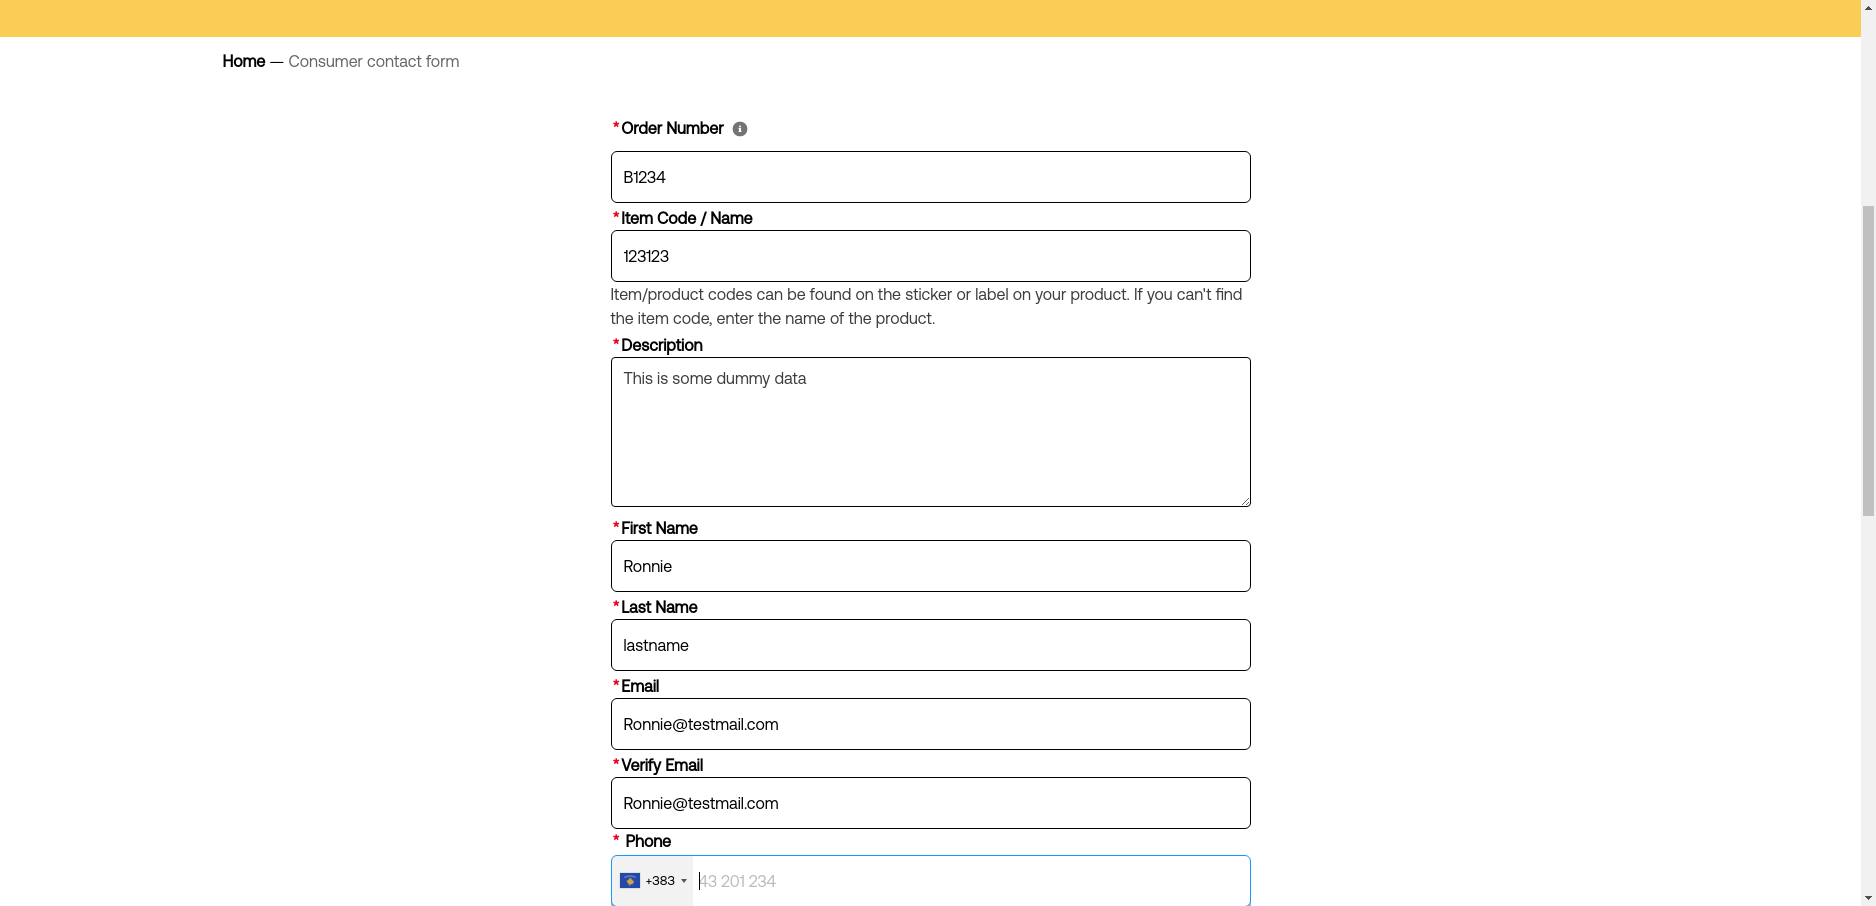 Home — Consumer contact form
*Order Number
B1234
*Item Code / Name
123123
Item/product codes can be found on the sticker or label on your product. If you can't find
the item code, enter the name of the product.
*Description
This is some dummy data
*First Name
Ronnie
*Last Name
lastname
*Email
Ronnie@testmail.com
*Verify Email
Ronnie@testmail.com
* Phone
+383 43 201 234